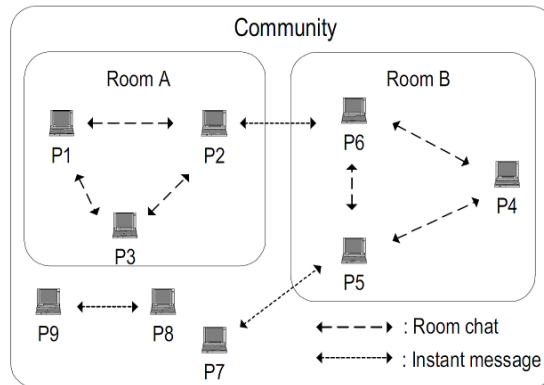 Community
Room A
Room B
P1
P2
P6
P4
P3
P5
P9
P8
P7
: Room chat
: Instant message